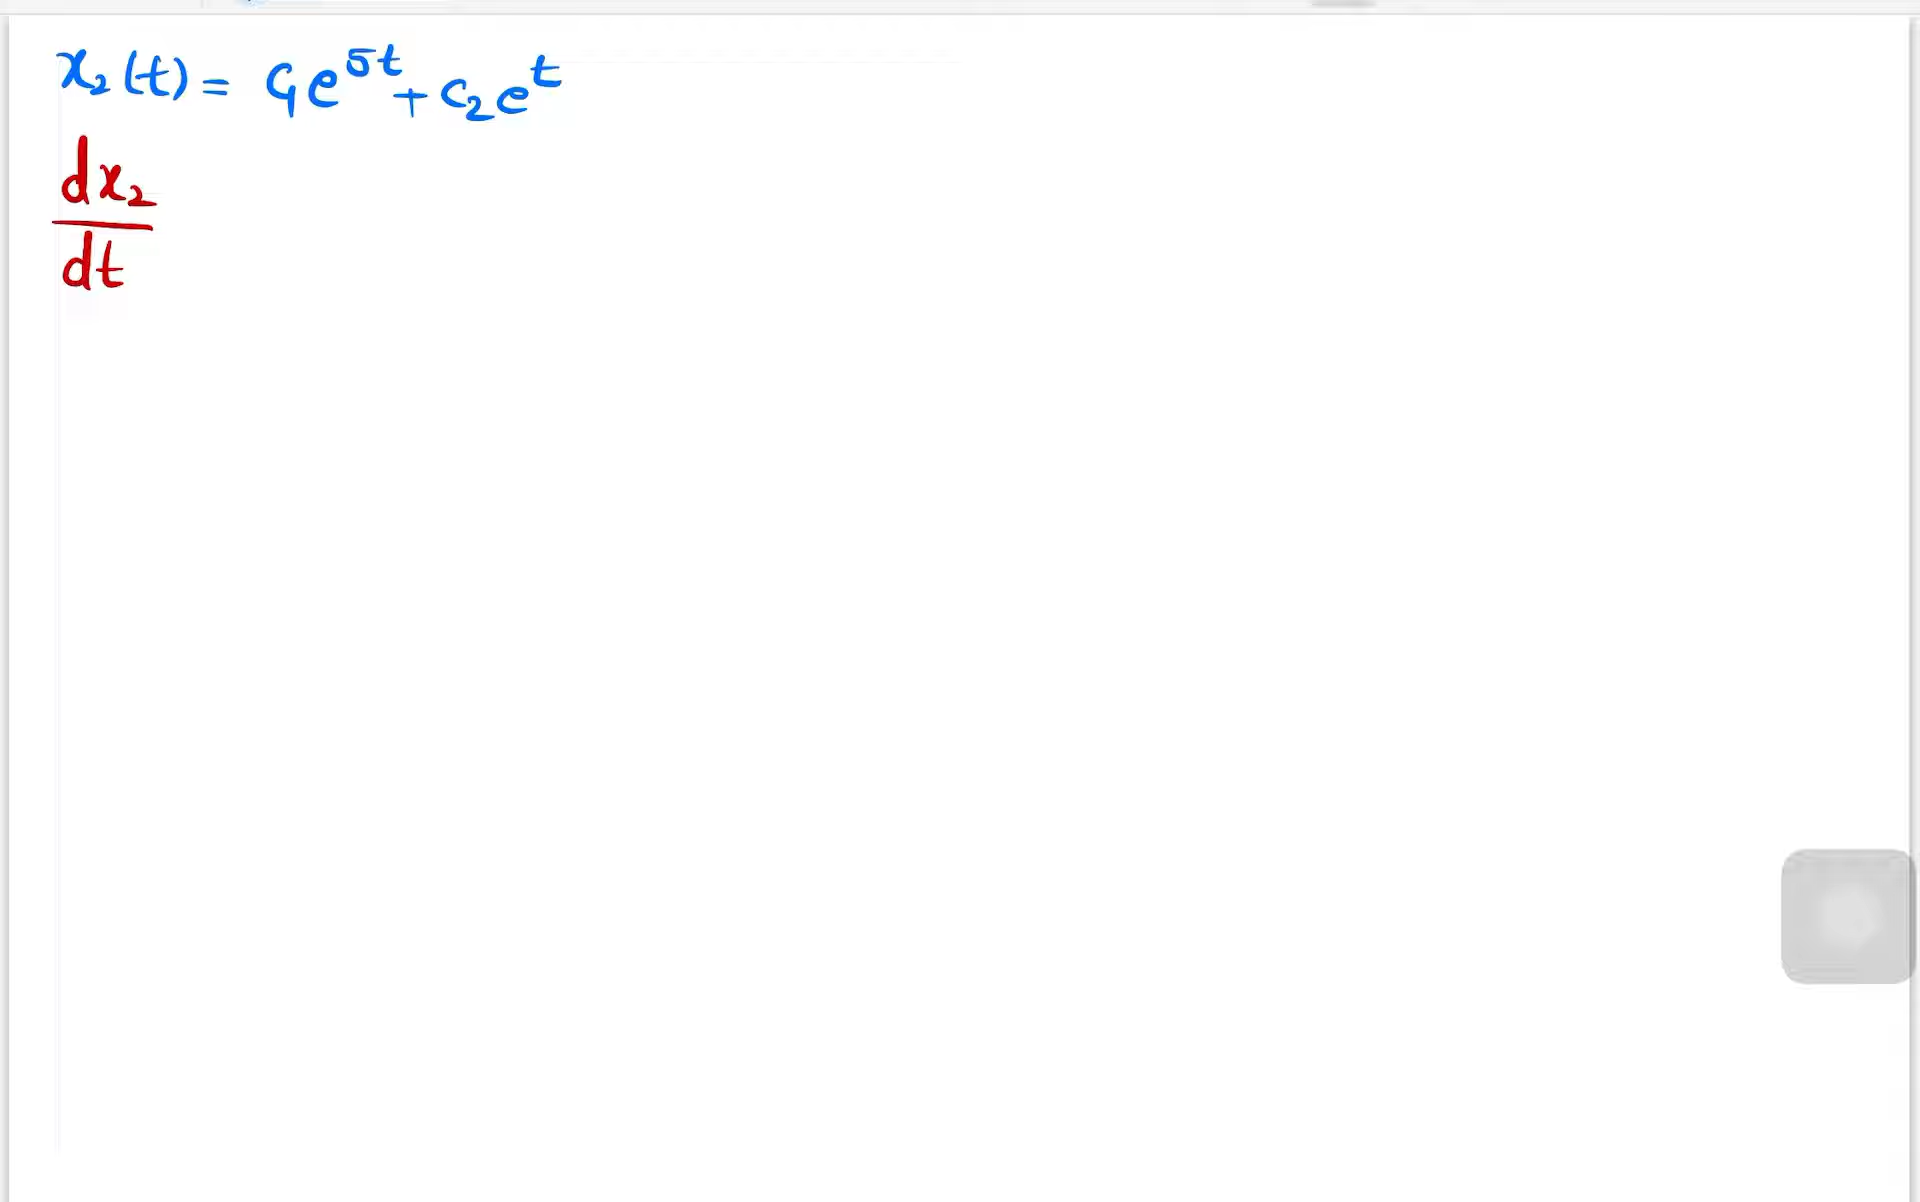 x₂(t) = c₁e^{5t} + c₂e^{t}
dx₂
dt